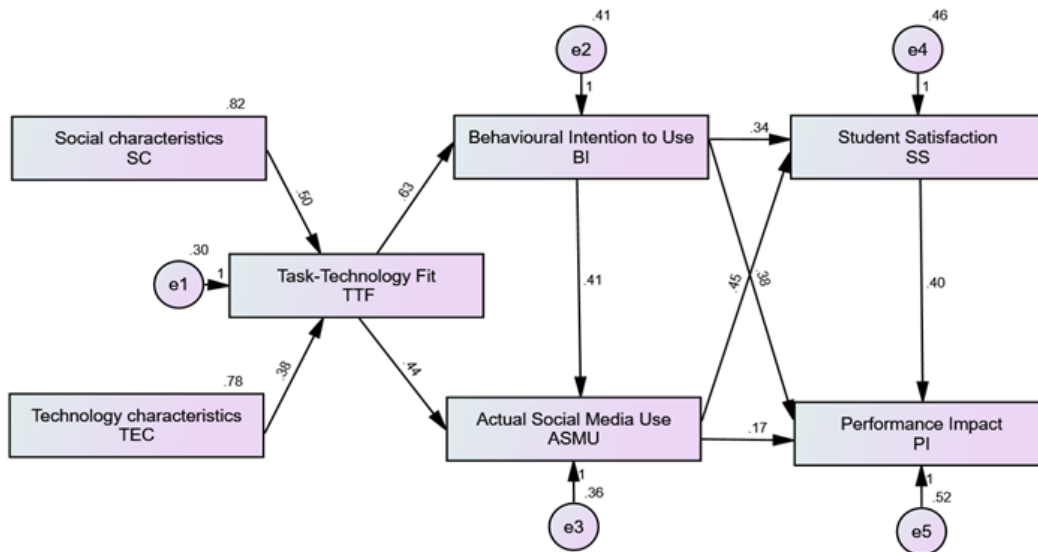 .41
e2
1
.46
e4
1
.82
Social characteristics
SC
Behavioural Intention to Use
BI
.34
Student Satisfaction
SS
.50
.63
.30
e1
1
Task-Technology Fit
TTF
.41
.45
.38
.40
.38
.44
.78
Technology characteristics
TEC
Actual Social Media Use
ASMU
.17
Performance Impact
PI
1
.36
e3
1
.52
e5